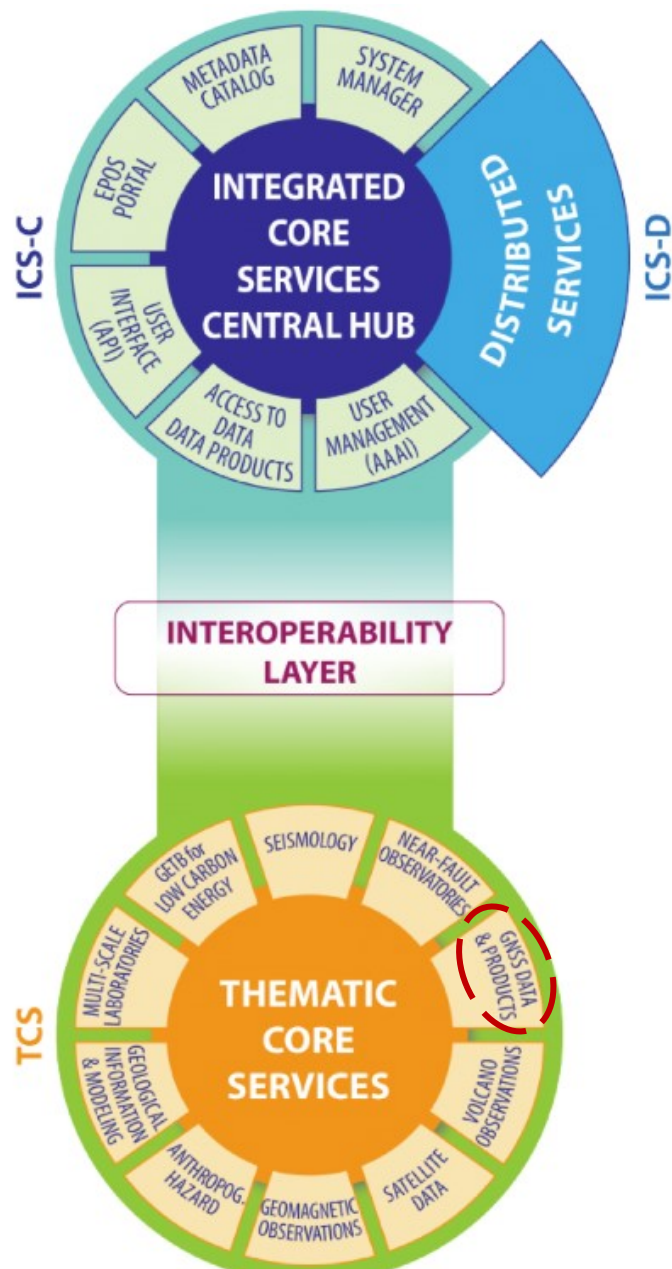 METADATA
CATALOG
SYSTEM
MANAGER
EPOS
PORTAL
INTEGRATED
CORE
SERVICES
CENTRAL HUB
DISTRIBUTED
SERVICES
ICS-C
ICS-D
USER
INTERFACE
(API)
ACCESS TO
DATA
DATA PRODUCTS
USER
MANAGEMENT
(AAAI)
INTEROPERABILITY
LAYER
SEISMOLOGY
GETB for
LOW CARBON
ENERGY
NEAR-FAULT
OBSERVATORIES
MULTI-SCALE
LABORATORIES
GNSS DATA
& PRODUCTS
THEMATIC
CORE
SERVICES
TCS
GEOLOGICAL
INFORMATION
& MODELING
VOLCANO
OBSERVATIONS
ANTHROPOG.
HAZARD
GEOMAGNETIC
OBSERVATIONS
SATELLITE
DATA